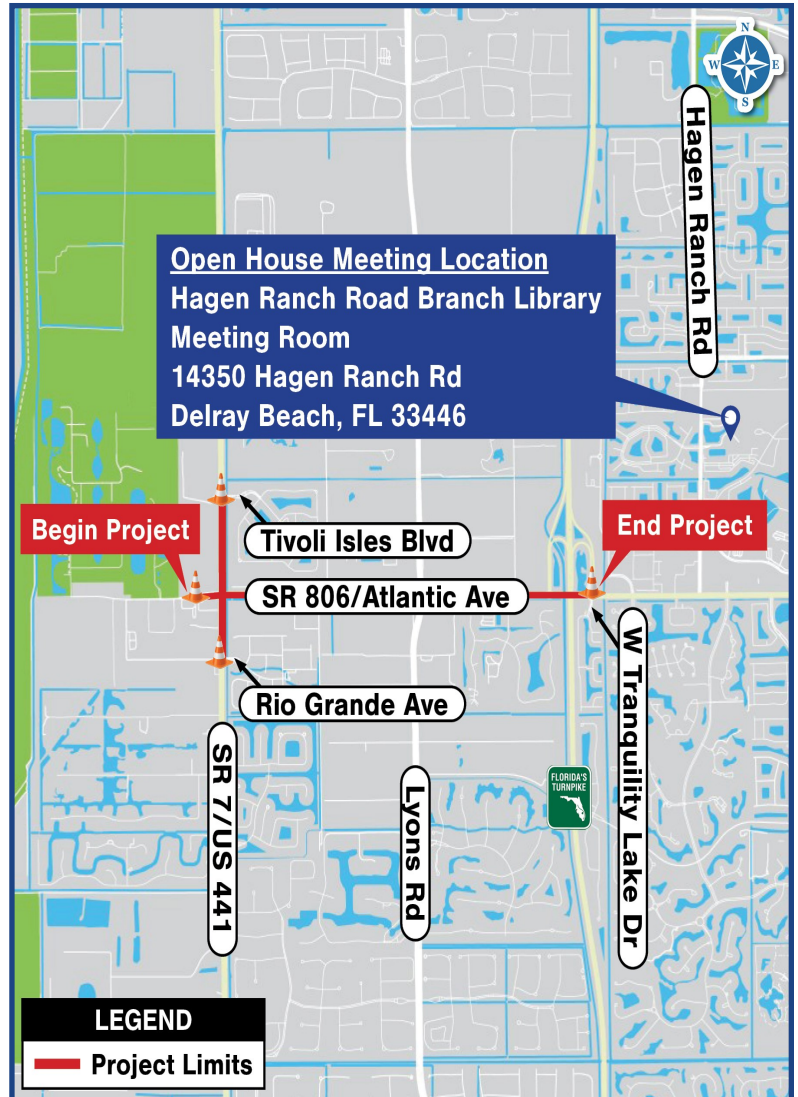 N
W
E
S
Hagen Ranch Rd
Open House Meeting Location
Hagen Ranch Road Branch Library
Meeting Room
14350 Hagen Ranch Rd
Delray Beach, FL 33446
Begin Project
Tivoli Isles Blvd
End Project
SR 806/Atlantic Ave
W Tranquility Lake Dr
Rio Grande Ave
SR 7/US 441
Lyons Rd
FLORIDA'S
TURNPIKE
LEGEND
Project Limits